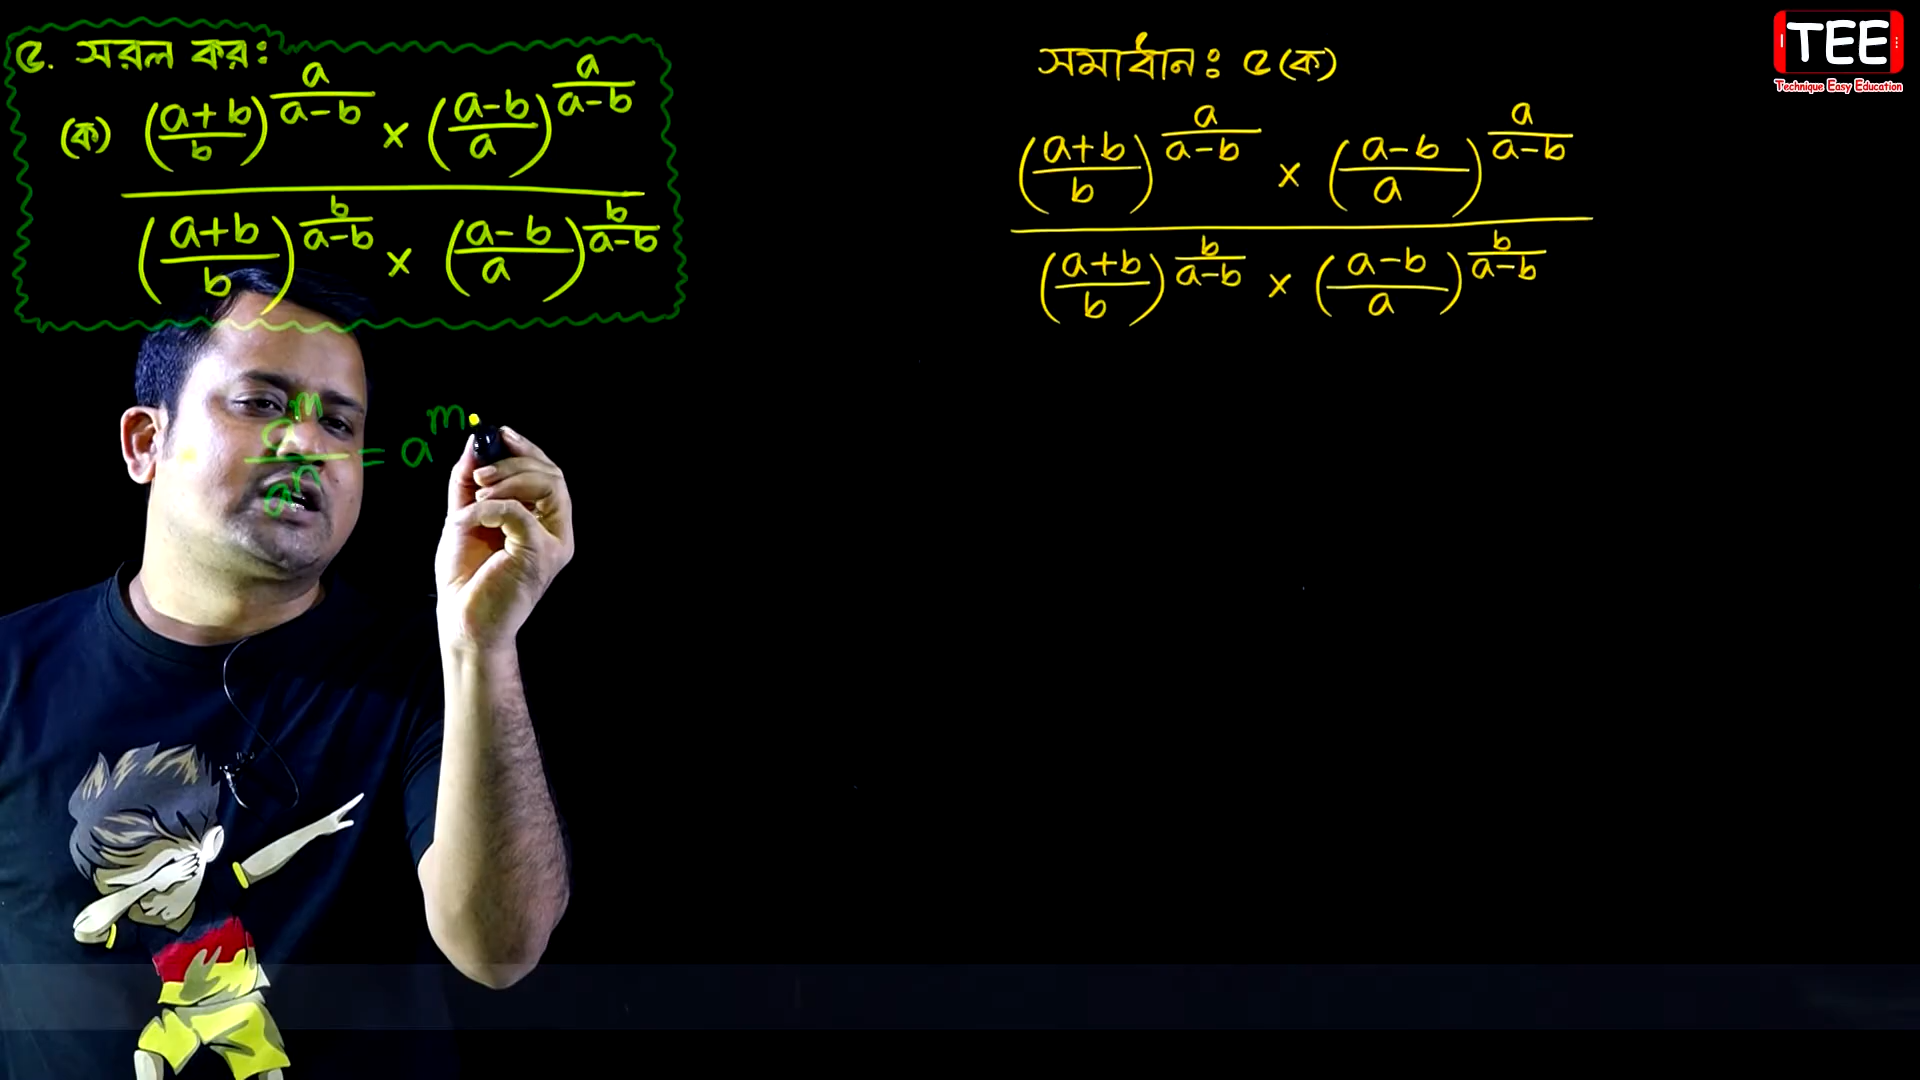 ৫. সরল কর:
(ক) ((a+b)/b)^(a/(a-b)) × ((a-b)/a)^(a/(a-b))
((a+b)/b)^(b/(a-b)) × ((a-b)/a)^(b/(a-b))
a^m/a^n = a^m
সমাধান: ৫(ক)
((a+b)/b)^(a/(a-b)) × ((a-b)/a)^(a/(a-b))
((a+b)/b)^(b/(a-b)) × ((a-b)/a)^(b/(a-b))
TEE
Technique Easy Education